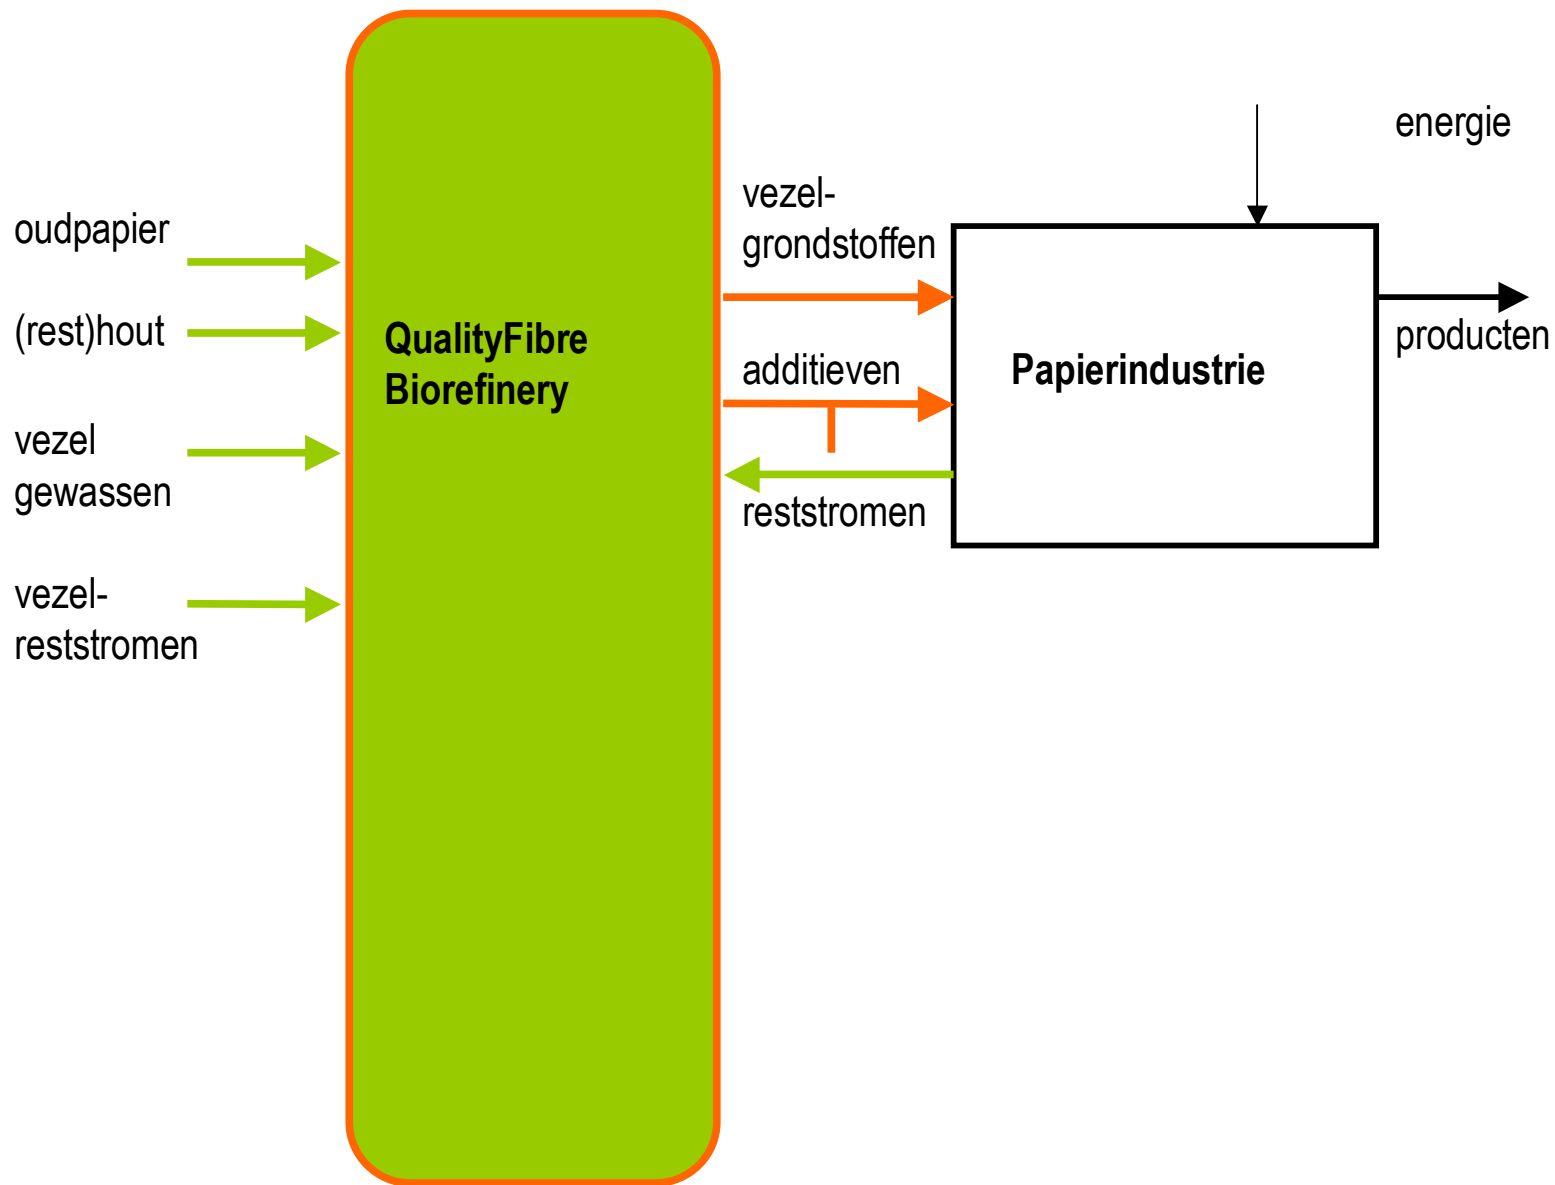 oudpapier
(rest)hout
vezel
gewassen
vezel-
reststromen
QualityFibre
Biorefinery
vezel-
grondstoffen
additieven
reststromen
Papierindustrie
energie
producten